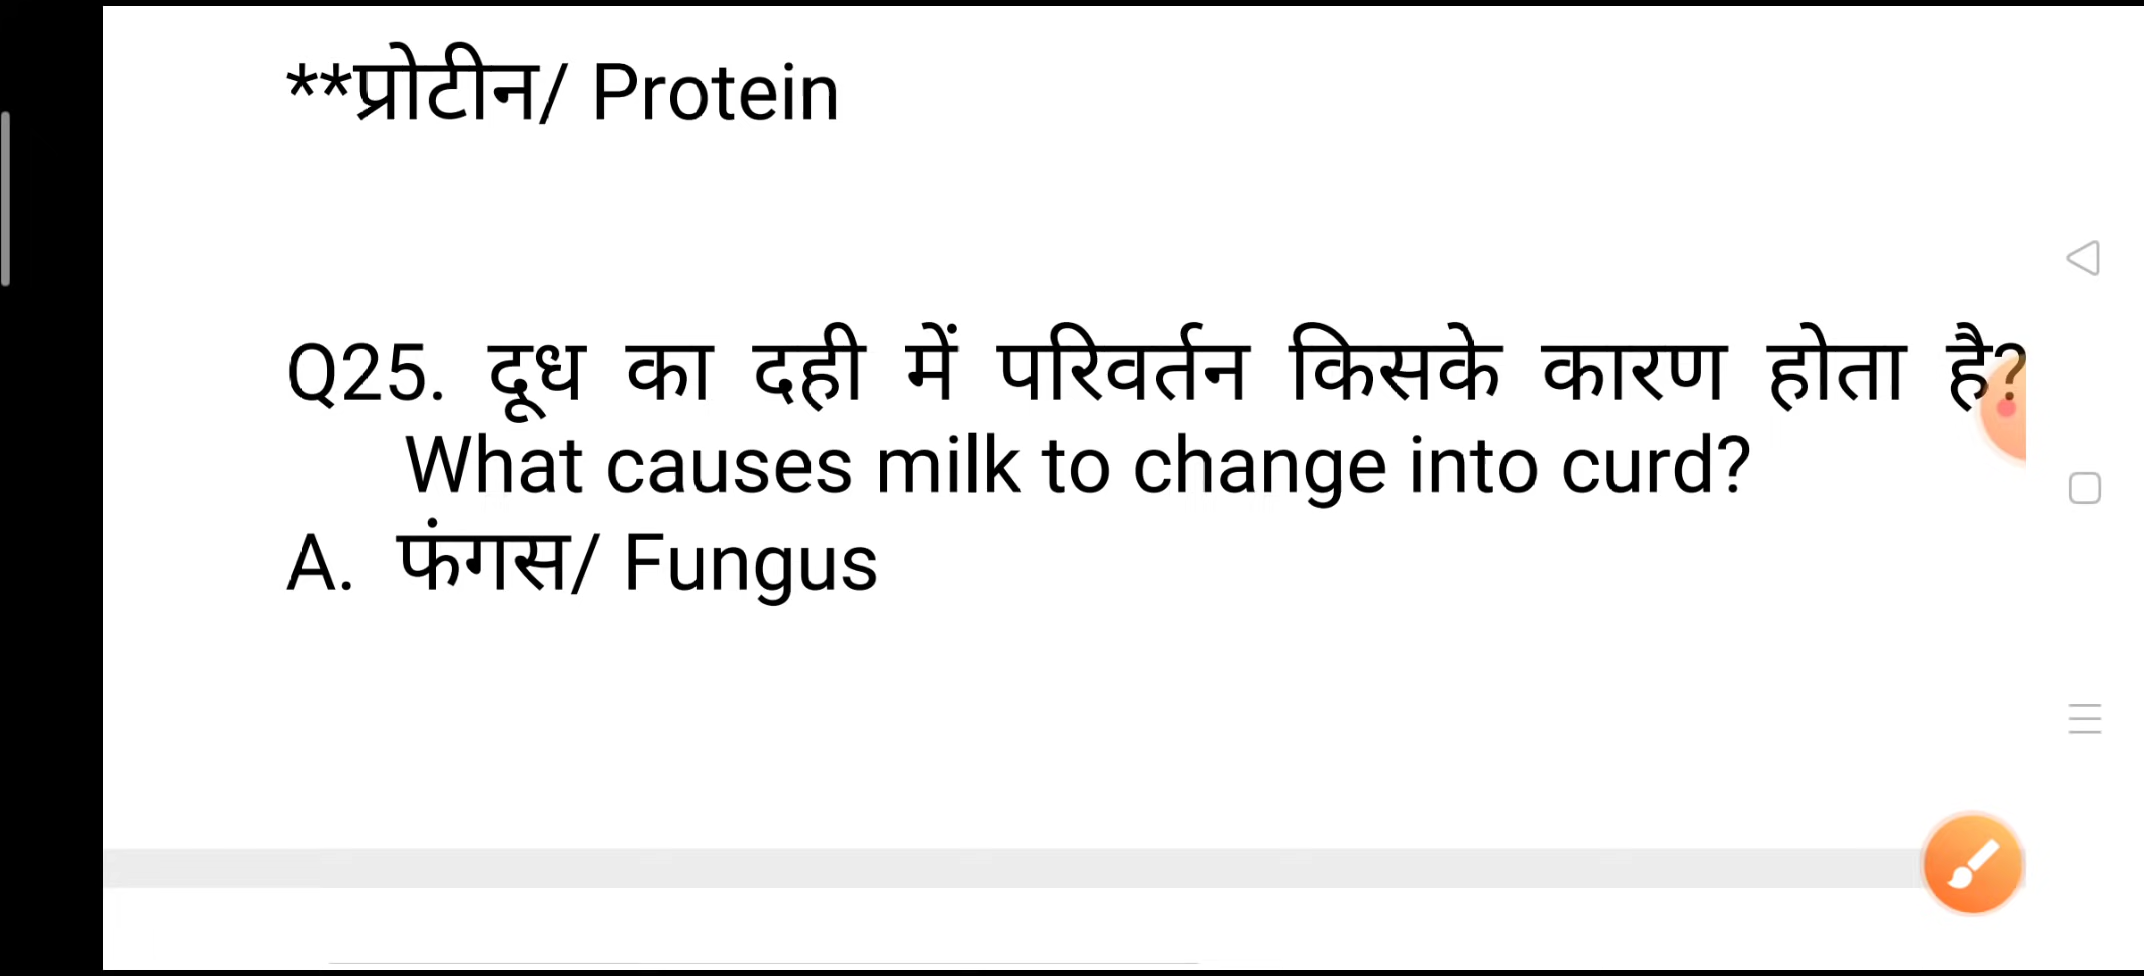 **प्रोटीन/ Protein
Q25. दूध का दही में परिवर्तन किसके कारण होता है?
What causes milk to change into curd?
A. फंगस/ Fungus